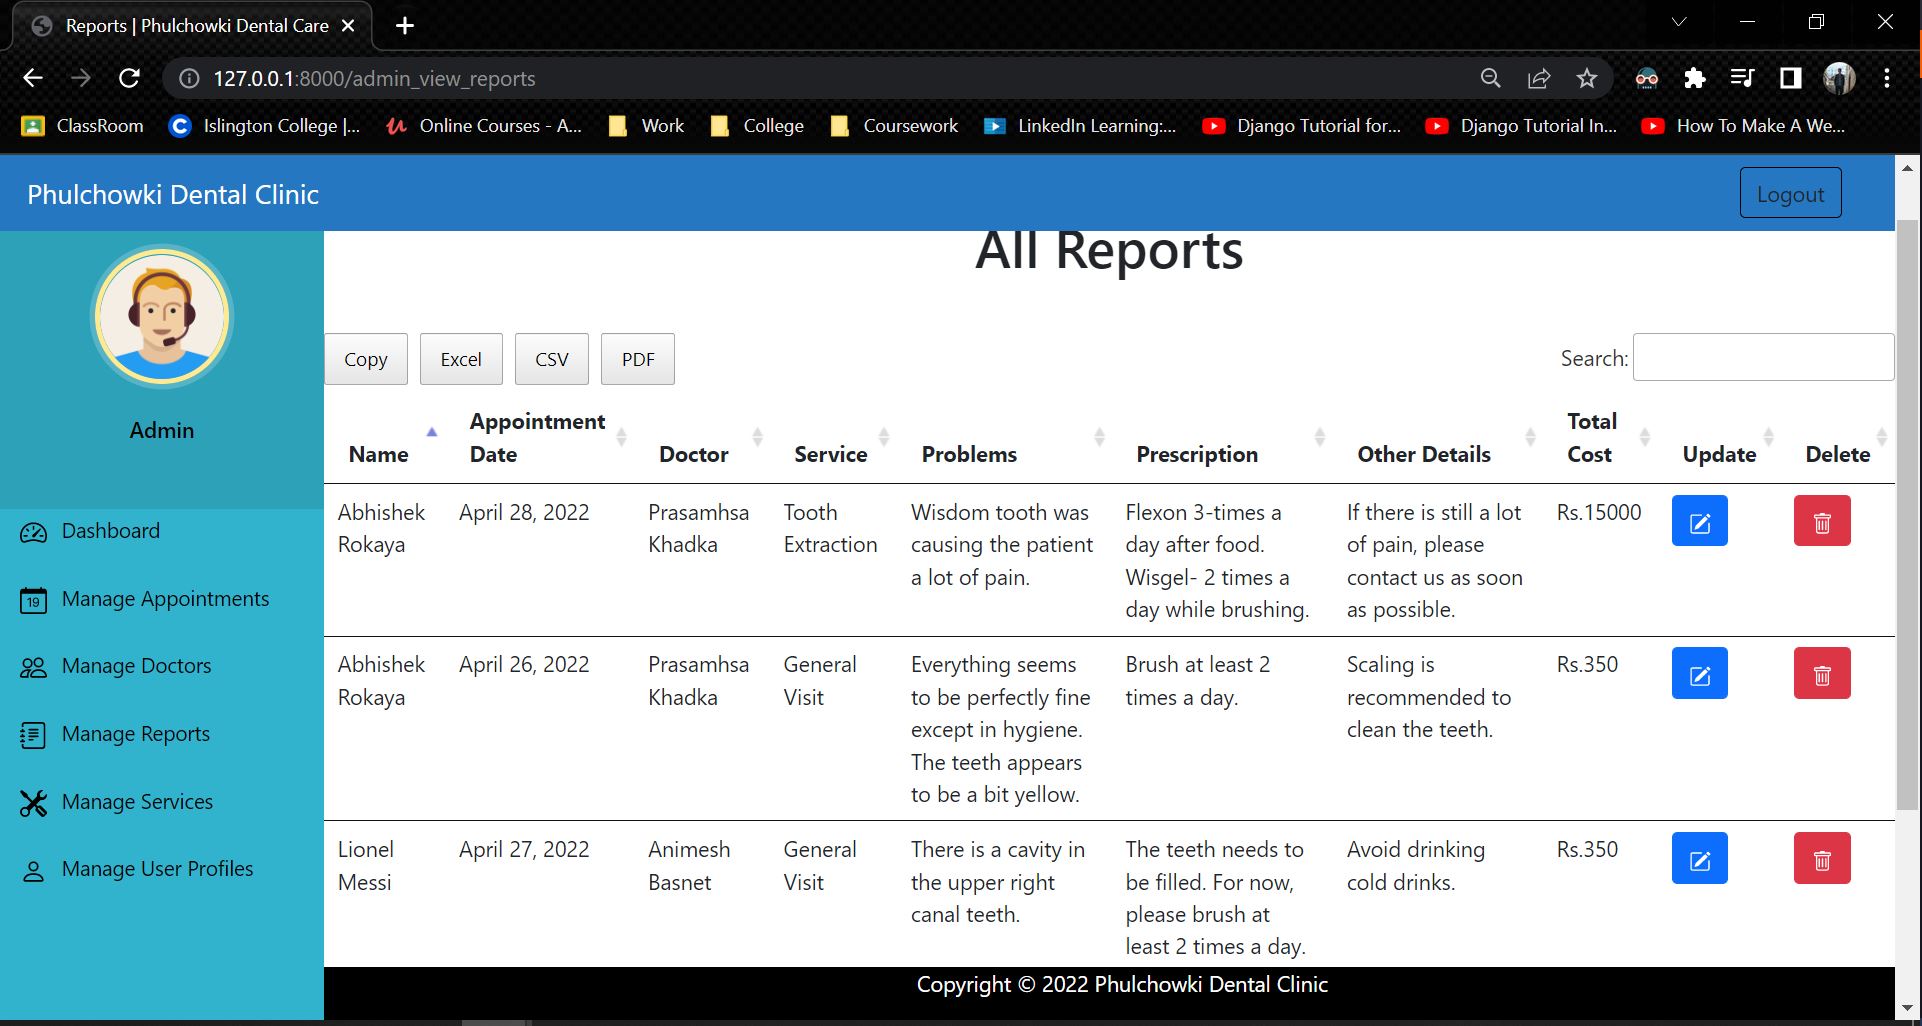 Reports | Phulchowki Dental Care
127.0.0.1:8000/admin_view_reports
ClassRoom
Islington College |...
Online Courses - A...
Work
College
Coursework
LinkedIn Learning:...
Django Tutorial for...
Django Tutorial In...
How To Make A We...
Phulchowki Dental Clinic
Logout
Admin
Dashboard
19
Manage Appointments
Manage Doctors
Manage Reports
Manage Services
Manage User Profiles
All Reports
Copy
Excel
CSV
PDF
Search:
Name
Appointment
Date
Doctor
Service
Problems
Prescription
Other Details
Total
Cost
Update
Delete
Abhishek
Rokaya
April 28, 2022
Prasamhsa
Khadka
Tooth
Extraction
Wisdom tooth was
causing the patient
a lot of pain.
Flexon 3-times a
day after food.
Wisgel- 2 times a
day while brushing.
If there is still a lot
of pain, please
contact us as soon
as possible.
Rs.15000
Abhishek
Rokaya
April 26, 2022
Prasamhsa
Khadka
General
Visit
Everything seems
to be perfectly fine
except in hygiene.
The teeth appears
to be a bit yellow.
Brush at least 2
times a day.
Scaling is
recommended to
clean the teeth.
Rs.350
Lionel
Messi
April 27, 2022
Animesh
Basnet
General
Visit
There is a cavity in
the upper right
canal teeth.
The teeth needs to
be filled. For now,
please brush at
least 2 times a day.
Avoid drinking
cold drinks.
Rs.350
Copyright © 2022 Phulchowki Dental Clinic